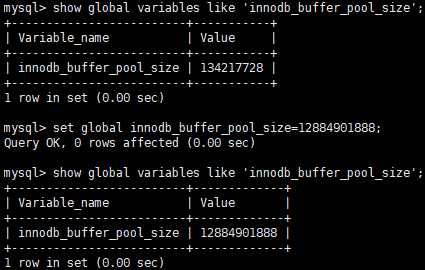 mysql> show global variables like 'innodb_buffer_pool_size';
+-------------------------+-----------+
| Variable_name           | Value     |
+-------------------------+-----------+
| innodb_buffer_pool_size | 134217728 |
+-------------------------+-----------+
1 row in set (0.00 sec)

mysql> set global innodb_buffer_pool_size=12884901888;
Query OK, 0 rows affected (0.00 sec)

mysql> show global variables like 'innodb_buffer_pool_size';
+-------------------------+-------------+
| Variable_name           | Value       |
+-------------------------+-------------+
| innodb_buffer_pool_size | 12884901888 |
+-------------------------+-------------+
1 row in set (0.00 sec)